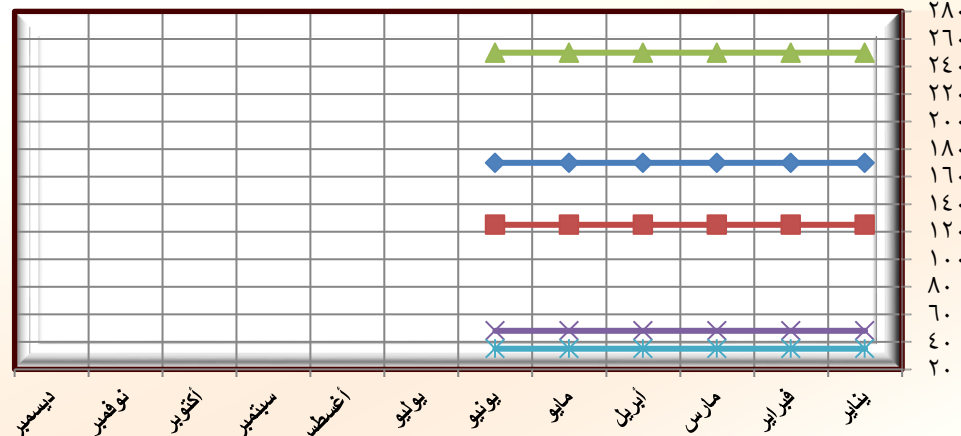 ٢٨٠
٢٦٠
٢٤٠
٢٢٠
٢٠٠
١٨٠
١٦٠
١٤٠
١٢٠
١٠٠
٨٠
٦٠
٤٠
٢٠
يناير
فبراير
مارس
أبريل
مايو
يونيو
يوليو
أغسطس
سبتمبر
أكتوبر
نوفمبر
ديسمبر